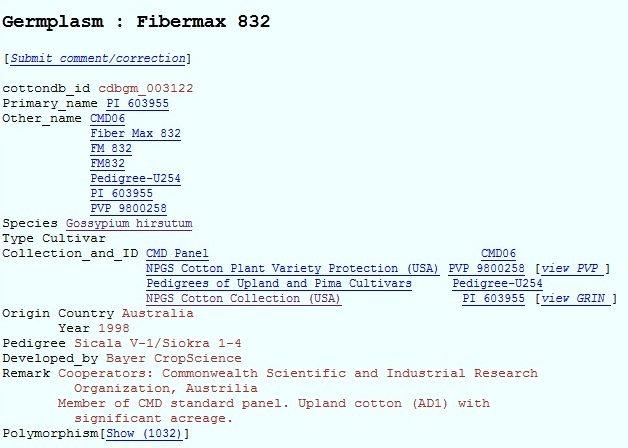 Germplasm : Fibermax 832
[Submit comment/correction]
cottondb_id cdbgm_003122
Primary_name PI 603955
Other_name CMD06
Fiber Max 832
FM 832
FM832
Pedigree-U254
PI 603955
PVP 9800258
Species Gossypium hirsutum
Type Cultivar
Collection_and_ID CMD Panel CMD06
NPGS Cotton Plant Variety Protection (USA) PVP 9800258 [view PVP ]
Pedigrees of Upland and Pima Cultivars Pedigree-U254
NPGS Cotton Collection (USA) PI 603955 [view GRIN ]
Origin Country Australia
Year 1998
Pedigree Sicala V-1/Siokra 1-4
Developed_by Bayer CropScience
Remark Cooperators: Commonwealth Scientific and Industrial Research
Organization, Austrilia
Member of CMD standard panel. Upland cotton (AD1) with
significant acreage.
Polymorphism[Show (1032)]